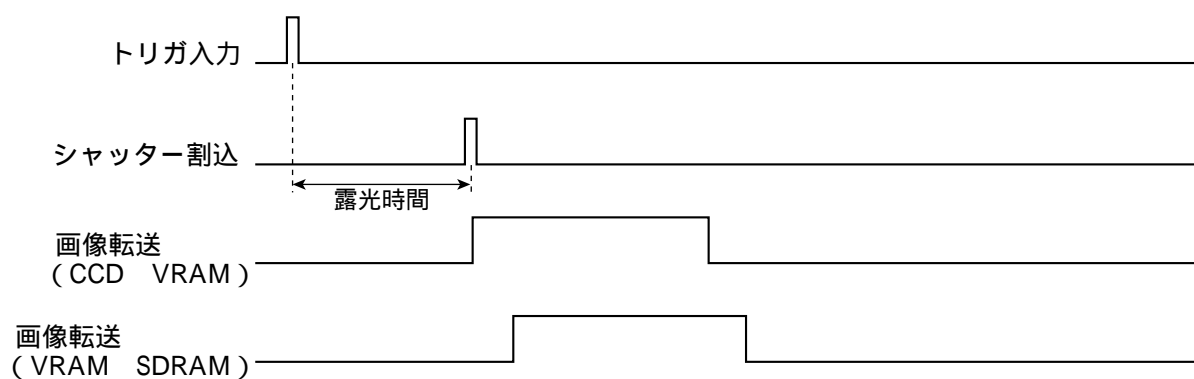 トリガ入力
シャッター割込
露光時間
画像転送
（CCD　VRAM）
画像転送
（VRAM　SDRAM）